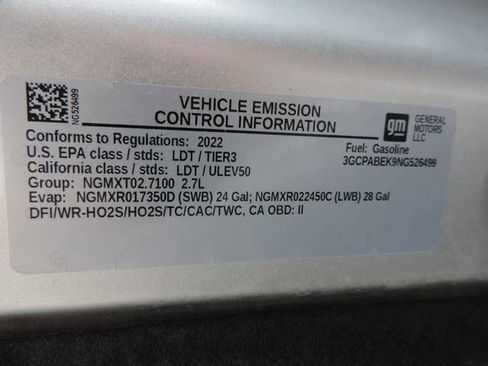 NG526499
VEHICLE EMISSION
CONTROL INFORMATION
gm
GENERAL
MOTORS
LLC
Conforms to Regulations: 2022
Fuel: Gasoline
U.S. EPA class / stds: LDT / TIER3
3GCPABEK9NG526499
California class / stds: LDT / ULEV50
Group: NGMXT02.7100 2.7L
Evap: NGMXR017350D (SWB) 24 Gal; NGMXR022450C (LWB) 28 Gal
DFI/WR-HO2S/HO2S/TC/CAC/TWC, CA OBD: II